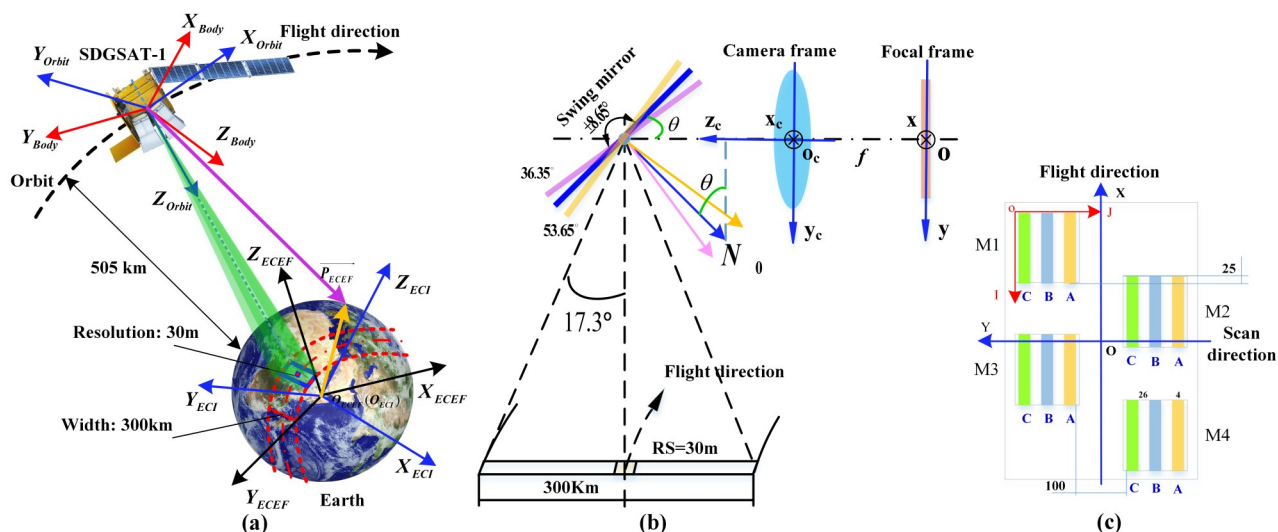 X_Body
SDGSAT-1
Flight direction
X_Orbit
Y_Orbit
Y_Body
Z_Body
Orbit
Z_Orbit
505 km
Z_ECEF
P_ECEF
Z_ECI
Resolution: 30m
X_ECEF
Y_ECI
O_ECEF(O_ECI)
Width: 300km
X_ECI
Y_ECEF
Earth
(a)
Swing mirror
±8.65°
θ
36.35°
53.65°
θ
N
0
17.3°
Flight direction
RS=30m
300Km
(b)
Camera frame
z_c
x_c
o_c
y_c
f
Focal frame
x
o
y
Flight direction
X
o
J
M1
I
C B A
25
M2
Y
O
Scan
direction
C B A
M3
C B A
26 4
M4
100
C B A
(c)